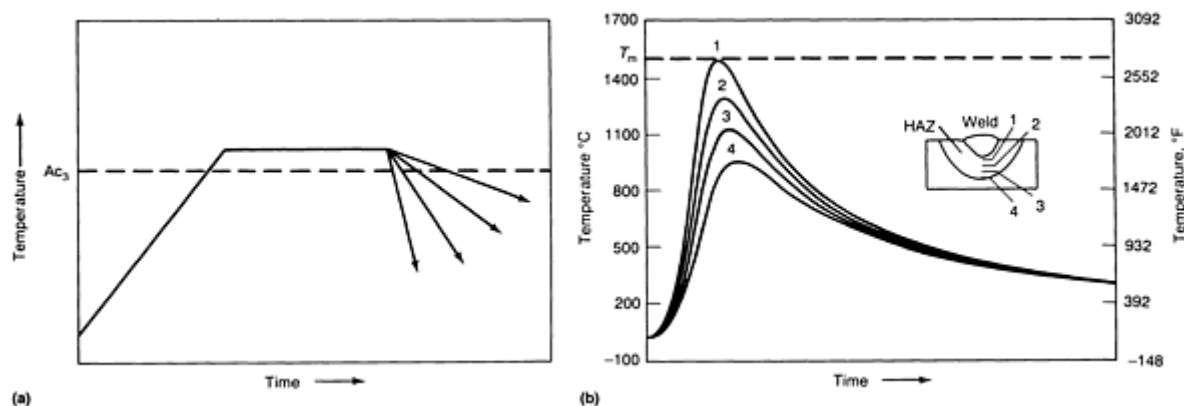 Temperature
Ac3
Time
(a)
1700
Tm
1400
1100
800
500
200
−100
Temperature °C
1
2
3
4
HAZ
Weld
1
2
3
4
3092
2552
2012
1472
932
392
−148
Temperature, °F
Time
(b)